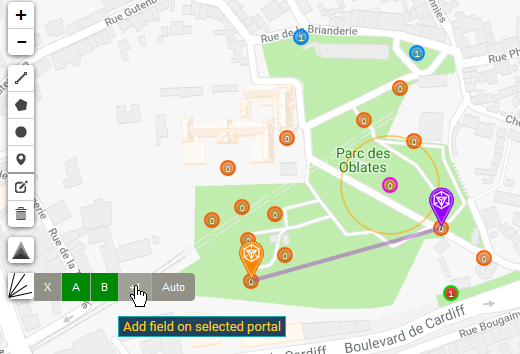 +
−
Rue Gutenberg
Rue de la Brianderie
Rue Ph
1
1
0
0
0
0
Parc des
Oblates
0
0
0
0
0
0
0
0
0
0
0
1
Rue de la T
X
A
B
Auto
Add field on selected portal
Boulevard de Cardiff
Cardiff
Rue Bougain